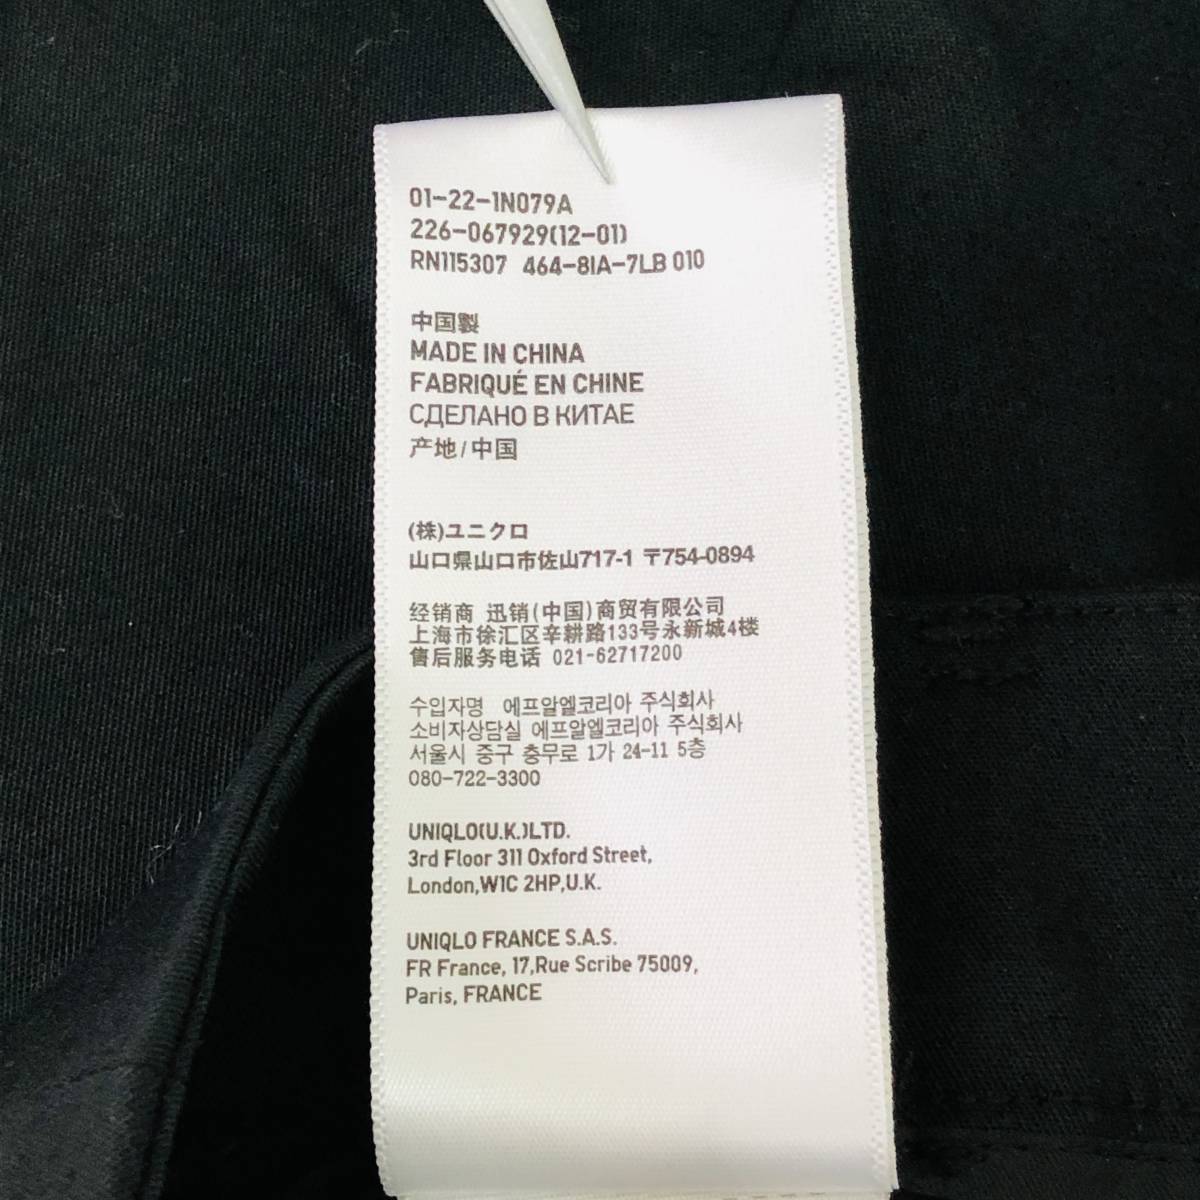 01-22-1N079A
226-067929(12-01)
RN115307 464-8IA-7LB 010
中国製
MADE IN CHINA
FABRIQUÉ EN CHINE
СДЕЛАНО В КИТАЕ
产地/中国
(株)ユニクロ
山口県山口市佐山717-1 〒754-0894
经销商 迅销(中国)商贸有限公司
上海市徐汇区辛耕路133号永新城4楼
售后服务电话 021-62717200
수입자명 에프알엘코리아 주식회사
소비자상담실 에프알엘코리아 주식회사
서울시 중구 충무로 1가 24-11 5층
080-722-3300
UNIQLO(U.K.)LTD.
3rd Floor 311 Oxford Street,
London,W1C 2HP,U.K.
UNIQLO FRANCE S.A.S.
FR France, 17,Rue Scribe 75009,
Paris, FRANCE